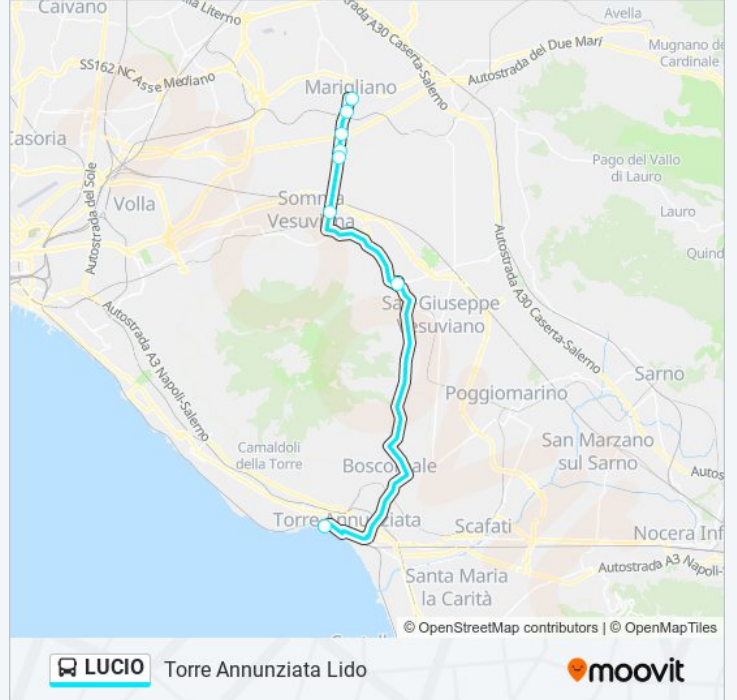 Caivano
Avella
Mugnano
Cardinale
Autostrada A30 Caserta-Salerno
Autostrada dei Due Mari
SS162 NC Asse Mediano
Marigliano
Casoria
Pago del Vallo
di Lauro
Autostrada del Sole
Volla
Somma
Vesuviana
Lauro
Quind
Autostrada A30 Caserta-Salerno
San Giuseppe
Vesuviano
Autostrada A3 Napoli-Salerno
Sarno
Poggiomarino
San Marzano
sul Sarno
Camaldoli
della Torre
Boscoreale
Autos
Torre Annunziata
Scafati
Nocera Inf
Autostrada A3 Napoli-
Santa Maria
la Carità
© OpenStreetMap contributors | © OpenMapTiles
LUCIO
Torre Annunziata Lido
moovit